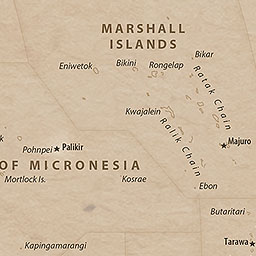 MARSHALL
ISLANDS
Bikar
Eniwetok
Bikini
Rongelap
Ratak Chain
Kwajalein
Ralik Chain
Majuro
Pohnpei
Palikir
OF MICRONESIA
Mortlock Is.
Kosrae
Ebon
Butaritari
Tarawa
Kapingamarangi